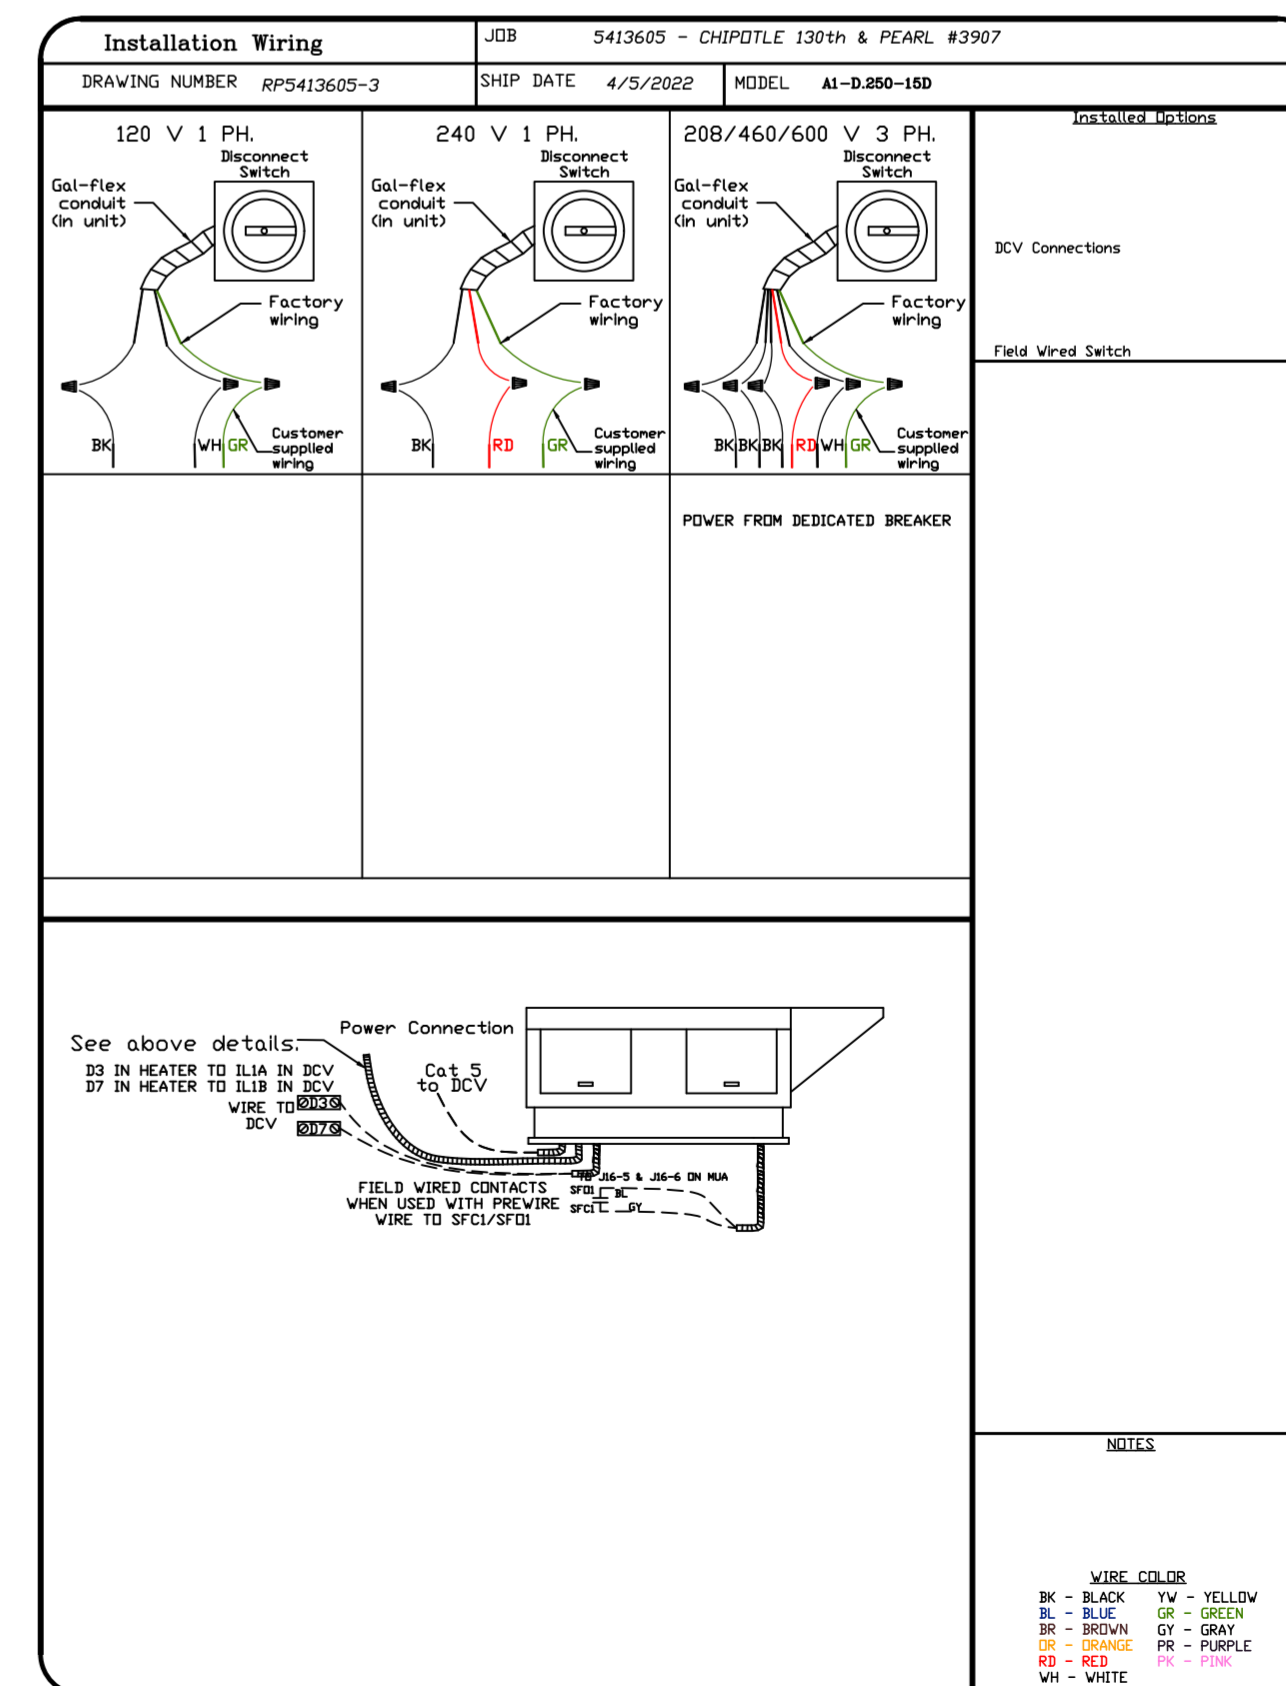 Installation Wiring
JOB 5413605 - CHIPOTLE 130th & PEARL #3907
DRAWING NUMBER RP5413605-3
SHIP DATE 4/5/2022
MODEL A1-D.250-15D
120 V 1 PH.
Disconnect
Switch
Gal-flex
conduit
(in unit)
Factory
wiring
BK WH GR
Customer
supplied
wiring
240 V 1 PH.
Disconnect
Switch
Gal-flex
conduit
(in unit)
Factory
wiring
BK RD GR
Customer
supplied
wiring
208/460/600 V 3 PH.
Disconnect
Switch
Gal-flex
conduit
(in unit)
Factory
wiring
BK BK BK RD WH GR
Customer
supplied
wiring
POWER FROM DEDICATED BREAKER
Installed Options
DCV Connections
Field Wired Switch
Power Connection
See above details.
D3 IN HEATER TO IL1A IN DCV
D7 IN HEATER TO IL1B IN DCV
WIRE TO
DCV
D3
D7
Cat 5
to DCV
TO J16-5 & J16-6 ON MUA
FIELD WIRED CONTACTS
WHEN USED WITH PREWIRE
WIRE TO SFC1/SFO1
SFO1 BL
SFC1 GY
NOTES
WIRE COLOR
BK - BLACK YW - YELLOW
BL - BLUE GR - GREEN
BR - BROWN GY - GRAY
OR - ORANGE PR - PURPLE
RD - RED PK - PINK
WH - WHITE